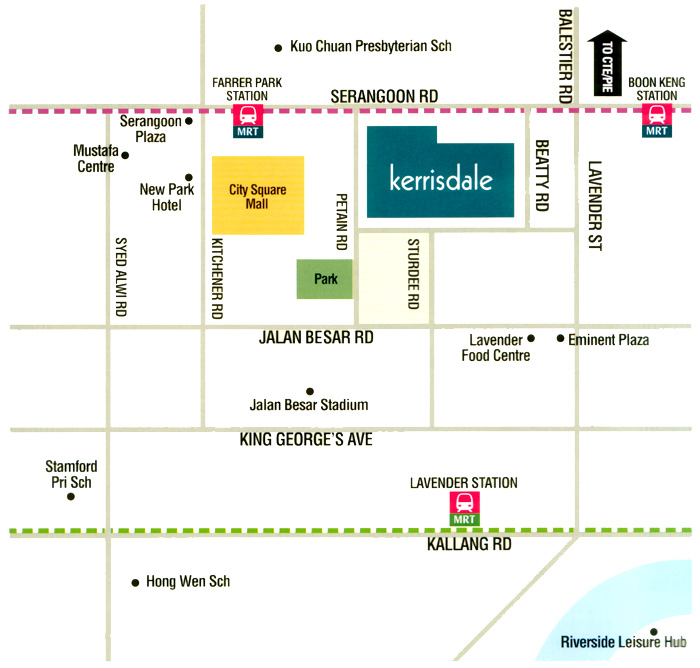 Kuo Chuan Presbyterian Sch
BALESTIER RD
TO CTE/PIE
FARRER PARK
STATION
SERANGOON RD
BOON KENG
STATION
MRT
MRT
Serangoon
Plaza
Mustafa
Centre
New Park
Hotel
City Square
Mall
kerrisdale
BEATTY RD
LAVENDER ST
PETAIN RD
SYED ALWI RD
KITCHENER RD
STURDEE RD
Park
JALAN BESAR RD
Lavender
Food Centre
Eminent Plaza
Jalan Besar Stadium
KING GEORGE'S AVE
Stamford
Pri Sch
LAVENDER STATION
MRT
KALLANG RD
Hong Wen Sch
Riverside Leisure Hub